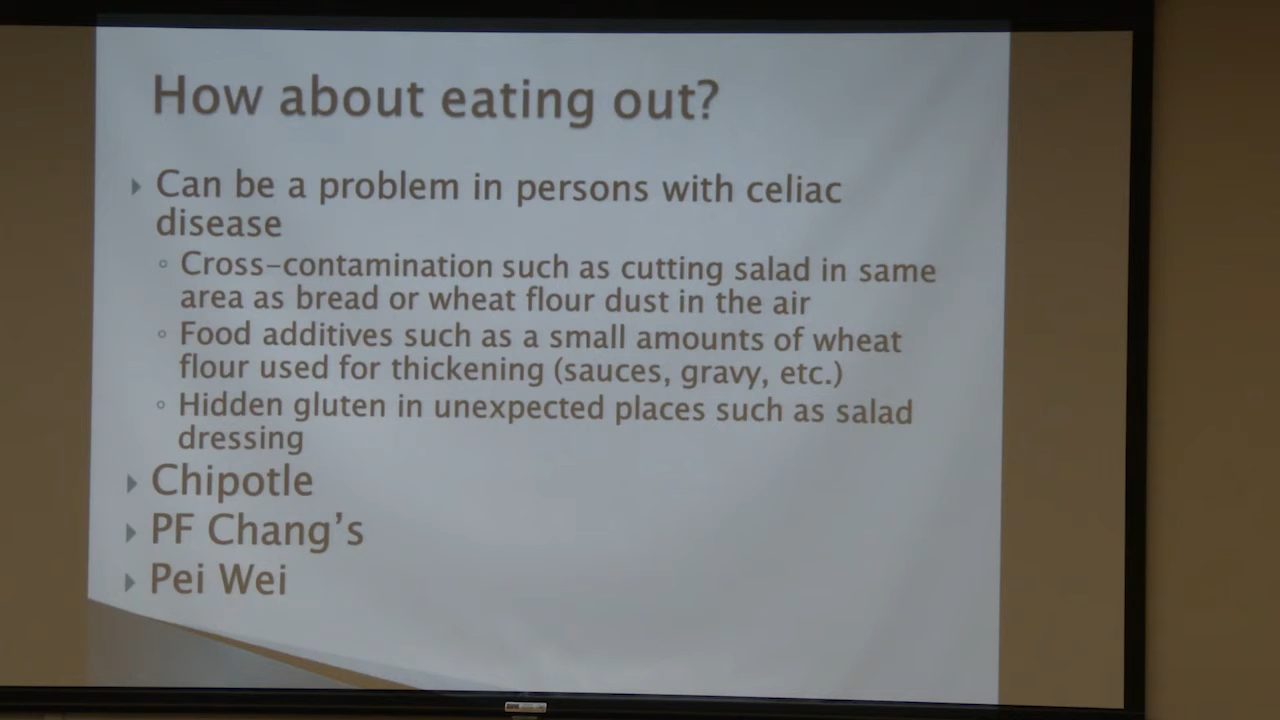 How about eating out?
Can be a problem in persons with celiac
disease
Cross-contamination such as cutting salad in same
area as bread or wheat flour dust in the air
Food additives such as a small amounts of wheat
flour used for thickening (sauces, gravy, etc.)
Hidden gluten in unexpected places such as salad
dressing
Chipotle
PF Chang's
Pei Wei